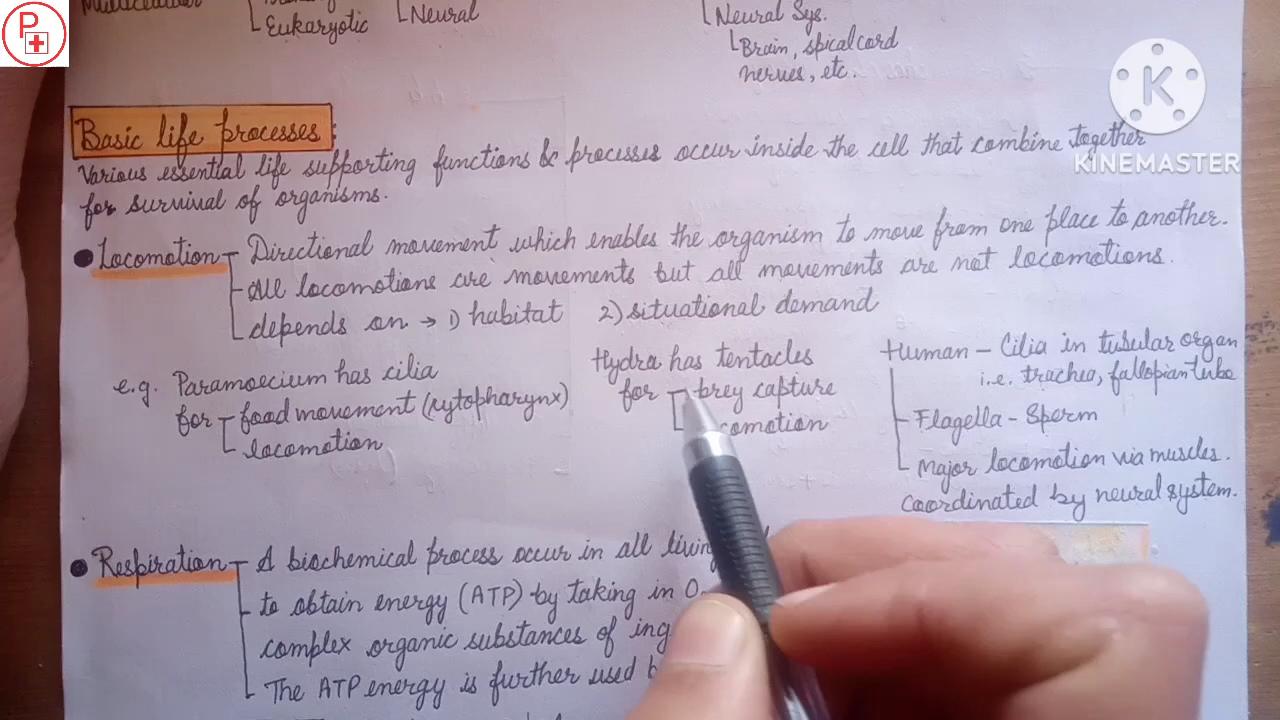 P
Eukaryotic
Neural
Neural Sys.
Brain, spical cord
nerves, etc.
K
KINEMASTER
Basic life processes:
Various essential life supporting functions & processes occur inside the cell that combine together
for survival of organisms.
Locomotion
Directional movement which enables the organism to move from one place to another.
All locomotions are movements but all movements are not locomotions.
depends on → 1) habitat 2) situational demand
e.g. Paramoecium has cilia
for food movement (cytopharynx)
locomotion
Hydra has tentacles
for prey capture
comotion
Human - Cilia in tubular organ
i.e. trachea, fallopian tube
Flagella - Sperm
Major locomotion via muscles.
coordinated by neural system.
Respiration
A biochemical process occur in all living
to obtain energy (ATP) by taking in O
complex organic substances of ing
The ATP energy is further used